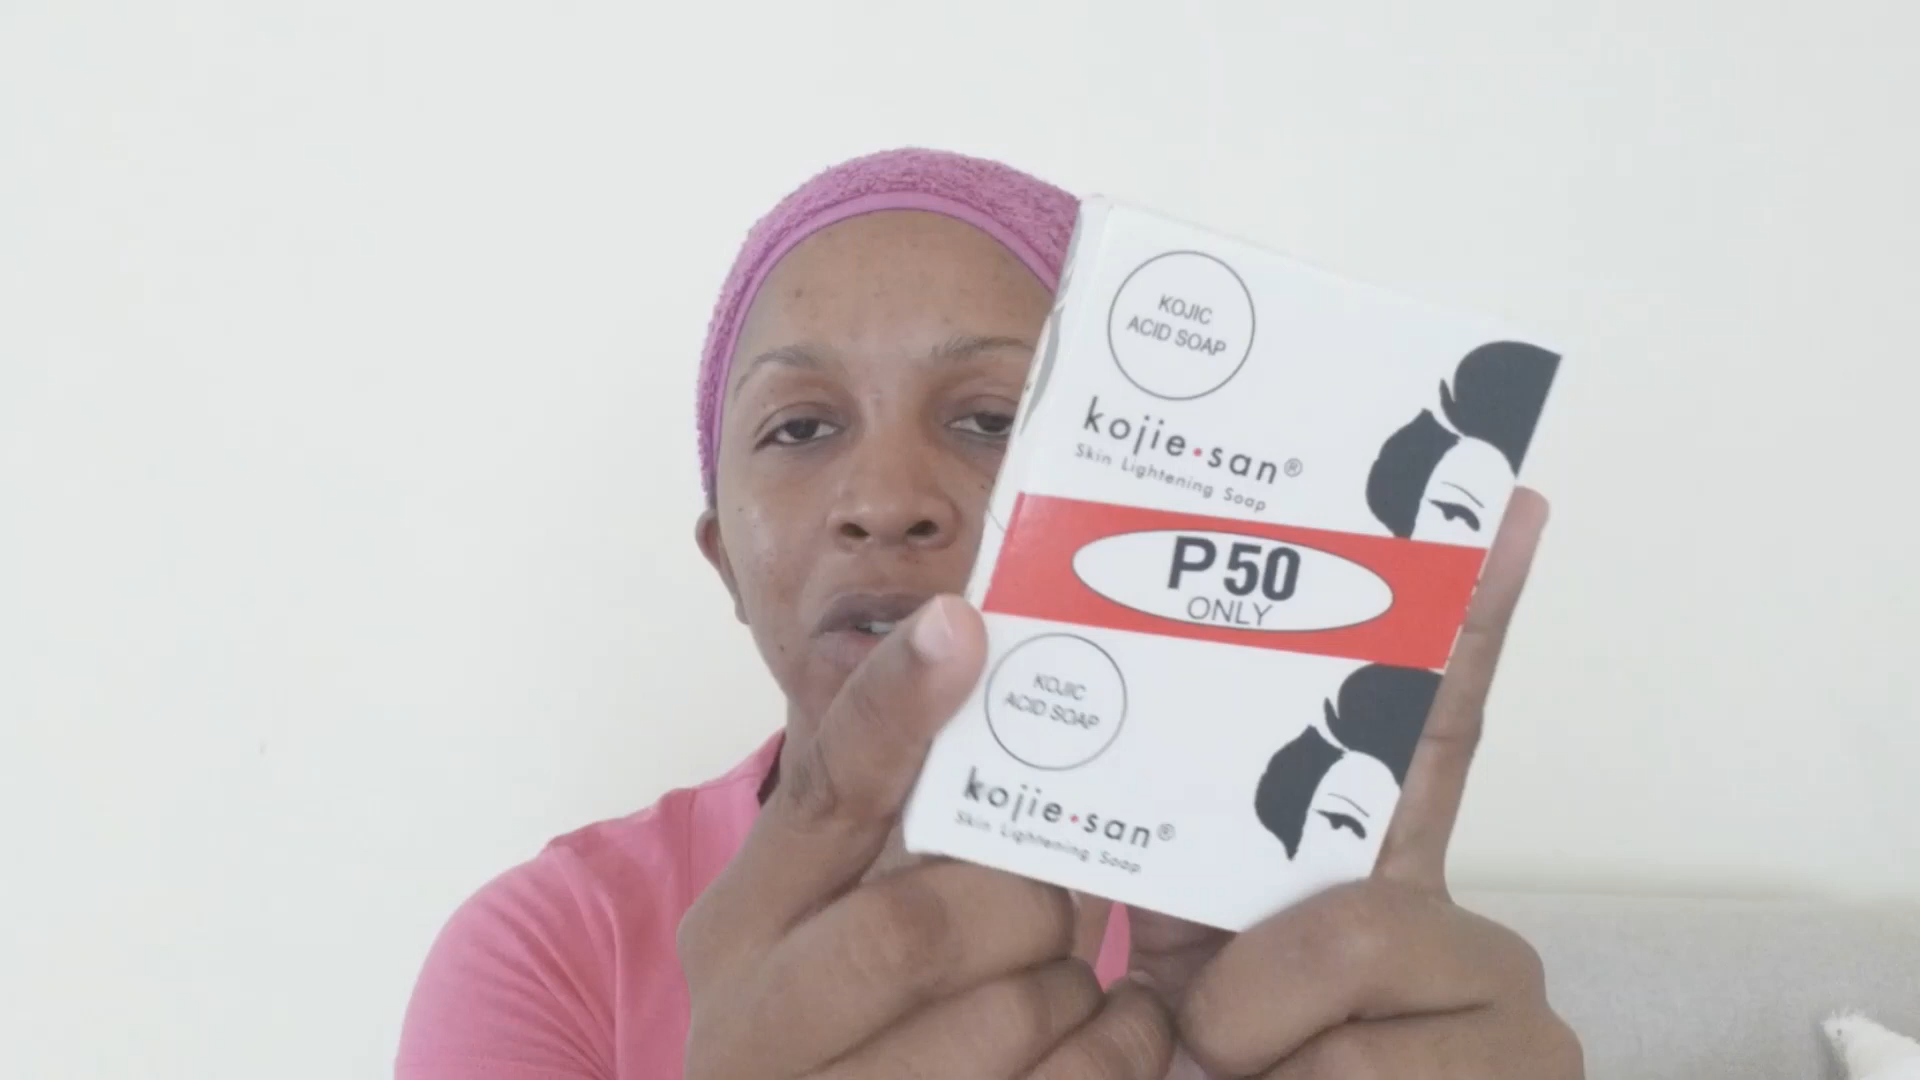 KOJIC
ACID SOAP
kojie•san®
Skin Lightening Soap
P50
ONLY
KOJIC
ACID SOAP
kojie•san®
Skin Lightening Soap